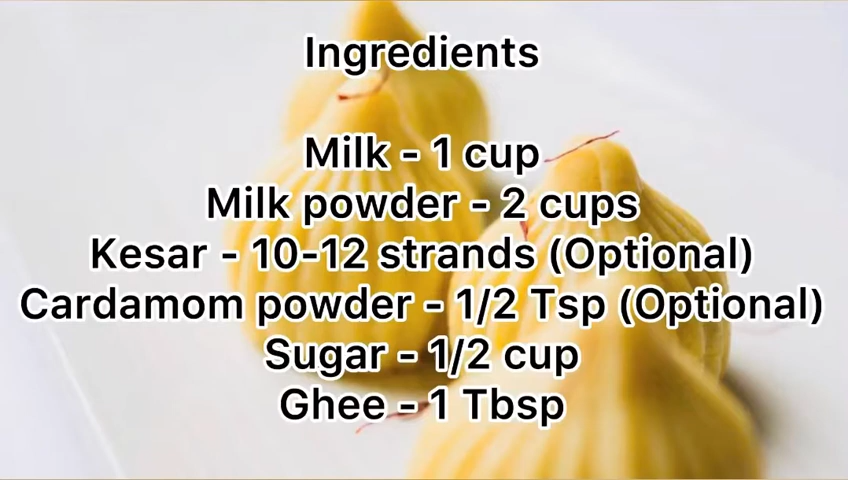 Ingredients
Milk - 1 cup
Milk powder - 2 cups
Kesar - 10-12 strands (Optional)
Cardamom powder - 1/2 Tsp (Optional)
Sugar - 1/2 cup
Ghee - 1 Tbsp